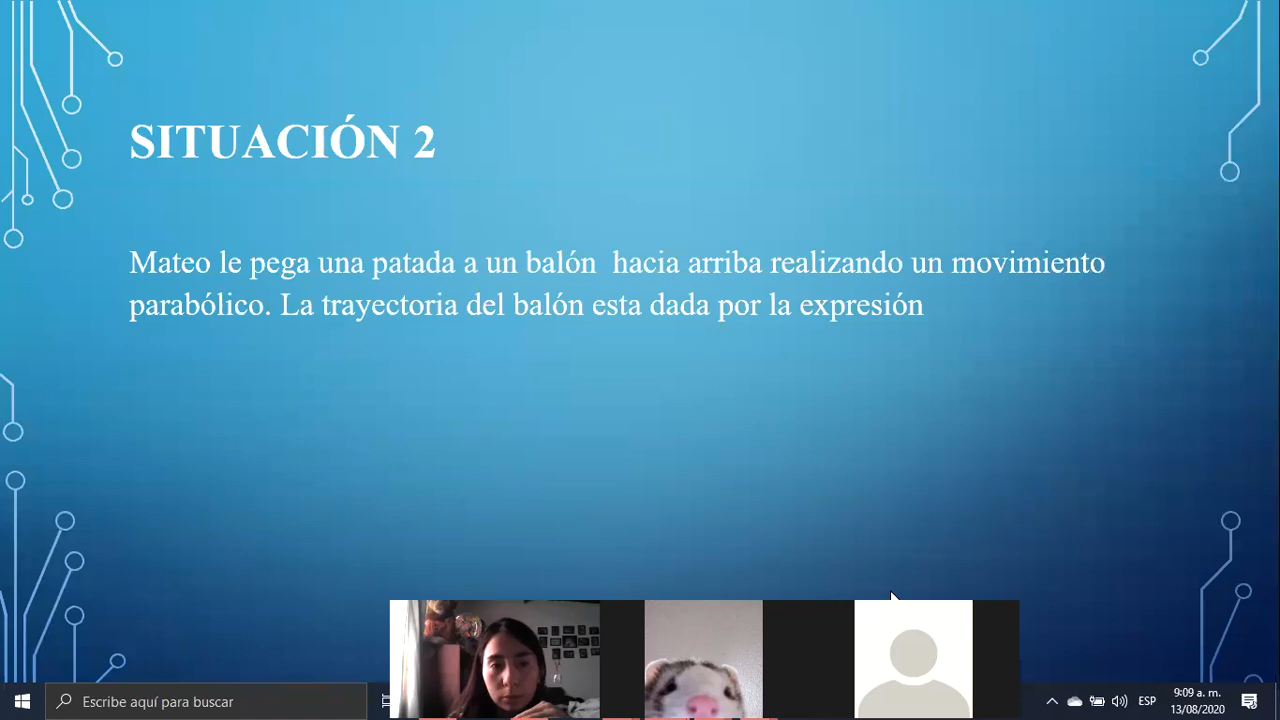 SITUACIÓN 2
Mateo le pega una patada a un balón  hacia arriba realizando un movimiento
parabólico. La trayectoria del balón esta dada por la expresión
Escribe aquí para buscar
ESP
9:09 a. m.
13/08/2020